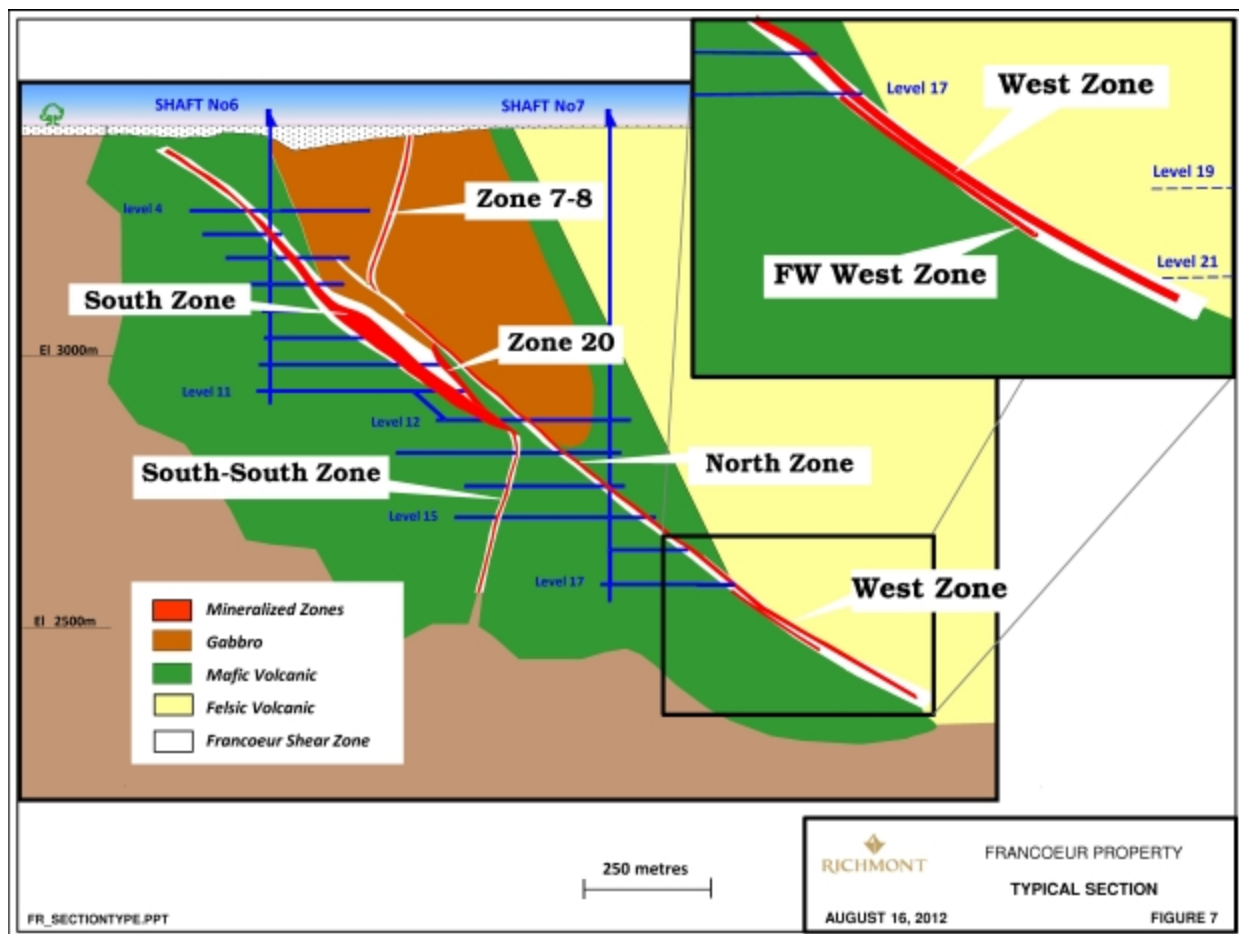 SHAFT No6
SHAFT No7
Level 17
West Zone
Level 19
Zone 7-8
level 4
FW West Zone
Level 21
South Zone
Zone 20
El 3000m
Level 11
Level 12
North Zone
South-South Zone
Level 15
Level 17
West Zone
El 2500m
Mineralized Zones
Gabbro
Mafic Volcanic
Felsic Volcanic
Francoeur Shear Zone
250 metres
RICHMONT
FRANCOEUR PROPERTY
TYPICAL SECTION
FR_SECTIONTYPE.PPT
AUGUST 16, 2012
FIGURE 7